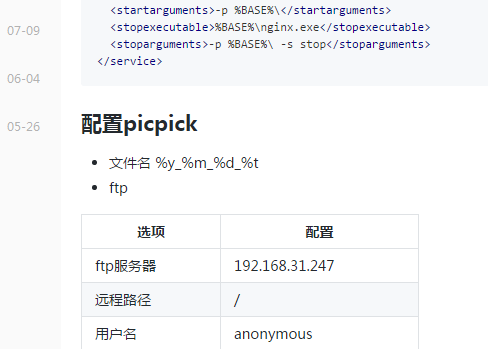 <startarguments>-p %BASE%\</startarguments>
07-09
<stopexecutable>%BASE%\nginx.exe</stopexecutable>
<stoparguments>-p %BASE%\ -s stop</stoparguments>
</service>
06-04
05-26
配置picpick
文件名 %y_%m_%d_%t
ftp
选项 配置
ftp服务器 192.168.31.247
远程路径 /
用户名 anonymous